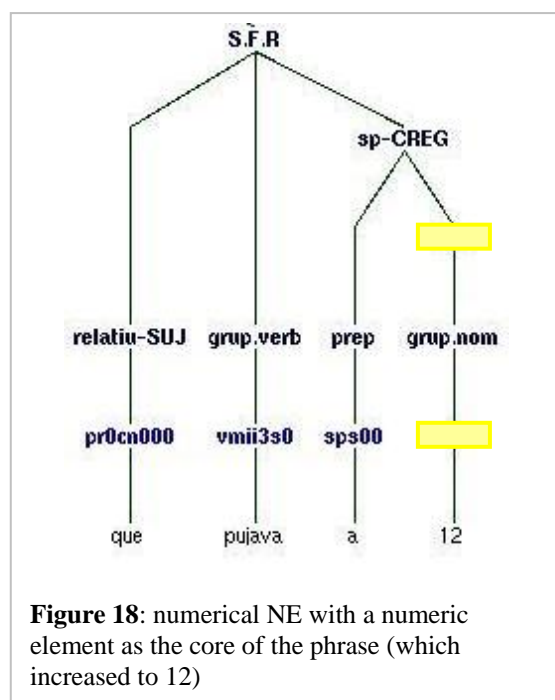 S.F.R
sp-CREG
relatiu-SUJ grup.verb prep grup.nom
pr0cn000 vmii3s0 sps00
que pujava a 12
Figure 18: numerical NE with a numeric
element as the core of the phrase (which
increased to 12)